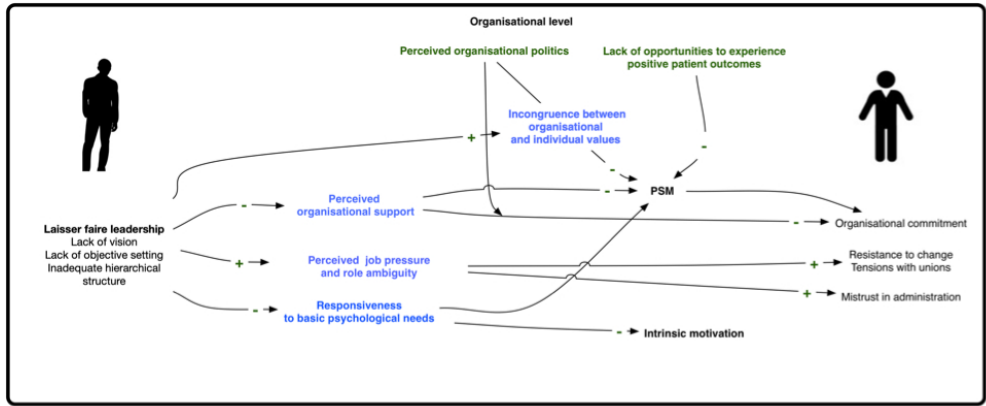 Organisational level
Perceived organisational politics
Lack of opportunities to experience
positive patient outcomes
Incongruence between
organisational
and individual values
+
-
-
PSM
Perceived
organisational support
-
-
-
Organisational commitment
Laisser faire leadership
Lack of vision
Lack of objective setting
Inadequate hierarchical
structure
+
Perceived job pressure
and role ambiguity
+
Resistance to change
Tensions with unions
+
Mistrust in administration
-
Responsiveness
to basic psychological needs
-
Intrinsic motivation